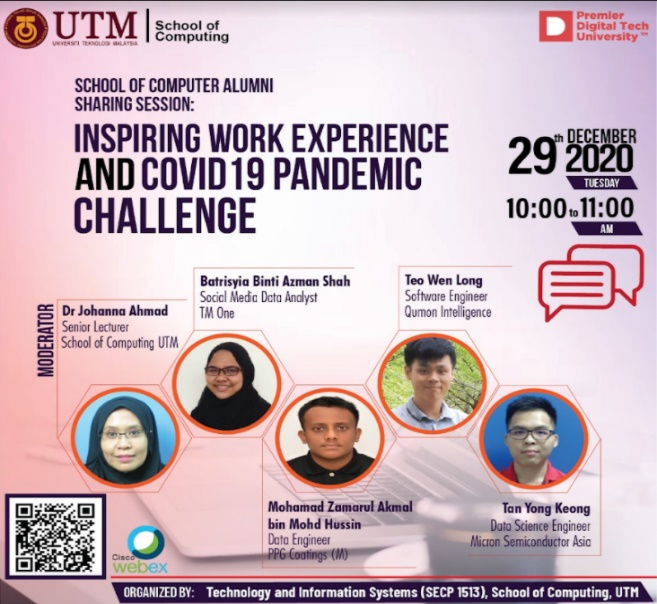 UTM
UNIVERSITI TEKNOLOGI MALAYSIA
School of
Computing
Premier
Digital Tech
University™
SCHOOL OF COMPUTER ALUMNI
SHARING SESSION:
INSPIRING WORK EXPERIENCE
AND COVID19 PANDEMIC
CHALLENGE
29th DECEMBER
2020
TUESDAY
10:00 to 11:00
AM
MODERATOR
Dr Johanna Ahmad
Senior Lecturer
School of Computing UTM
Batrisyia Binti Azman Shah
Social Media Data Analyst
TM One
Teo Wen Long
Software Engineer
Qumon Intelligence
Mohamad Zamarul Akmal
bin Mohd Hussin
Data Engineer
PPG Coatings (M)
Tan Yong Keong
Data Science Engineer
Micron Semiconductor Asia
Cisco
webex
ORGANIZED BY: Technology and Information Systems (SECP 1513), School of Computing, UTM